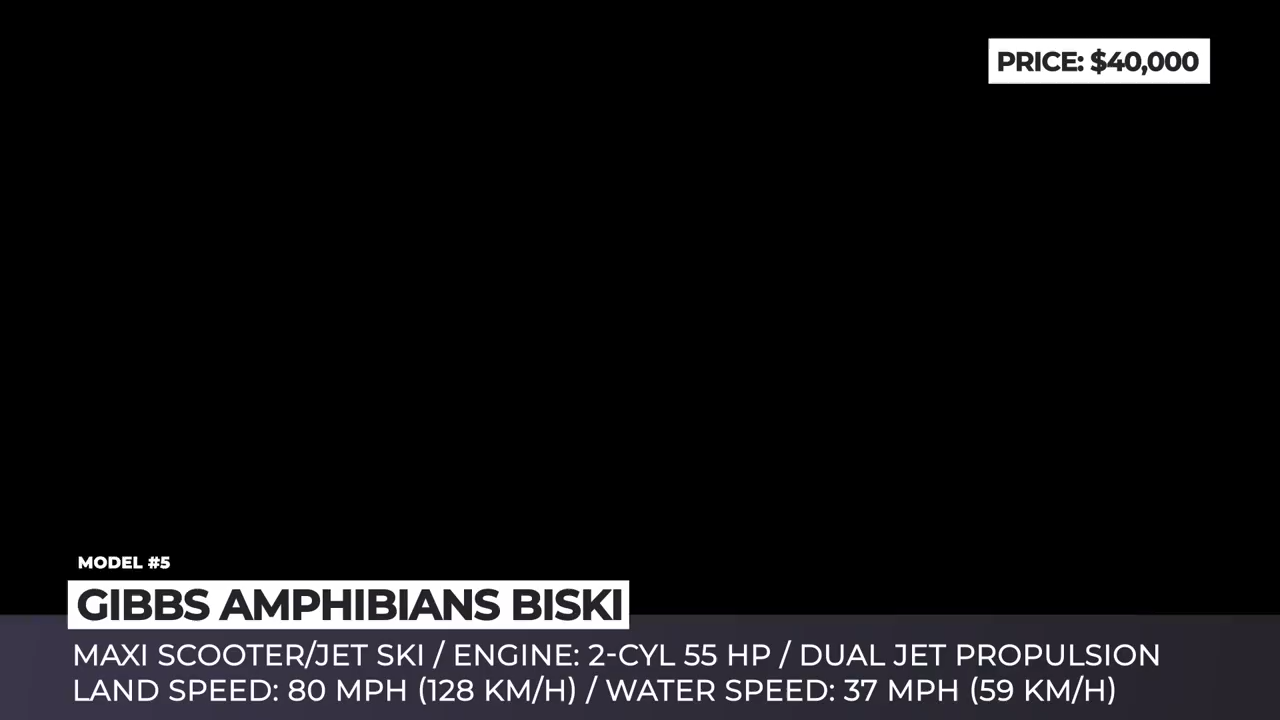 PRICE: $40,000
MODEL #5
GIBBS AMPHIBIANS BISKI
MAXI SCOOTER/JET SKI / ENGINE: 2-CYL 55 HP / DUAL JET PROPULSION
LAND SPEED: 80 MPH (128 KM/H) / WATER SPEED: 37 MPH (59 KM/H)